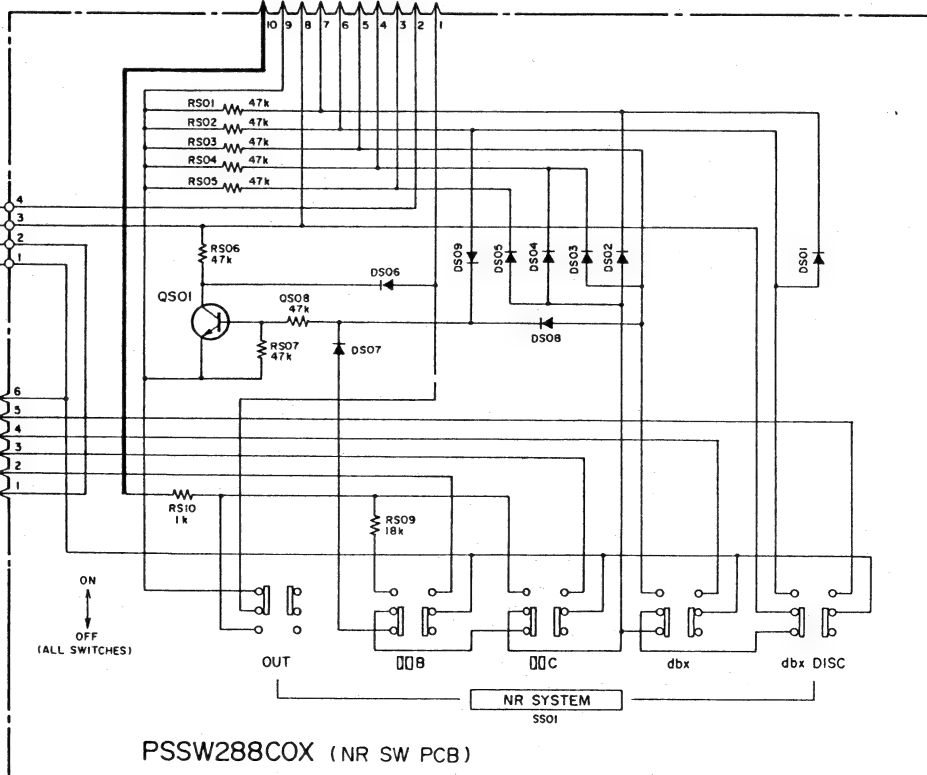 10 9 8 7 6 5 4 3 2 1
RS01 47k
RS02 47k
RS03 47k
RS04 47k
RS05 47k
4
3
2
1
RS06
47k
DS09
DS05
DS04
DS03
DS02
DS01
DS06
QS01
QS08
47k
DS08
RS07
47k
DS07
6
5
4
3
2
1
RS10
1k
RS09
18k
ON
OFF
(ALL SWITCHES)
OUT
B
C
dbx
dbx DISC
NR SYSTEM
SS01
PSSW288COX (NR SW PCB)